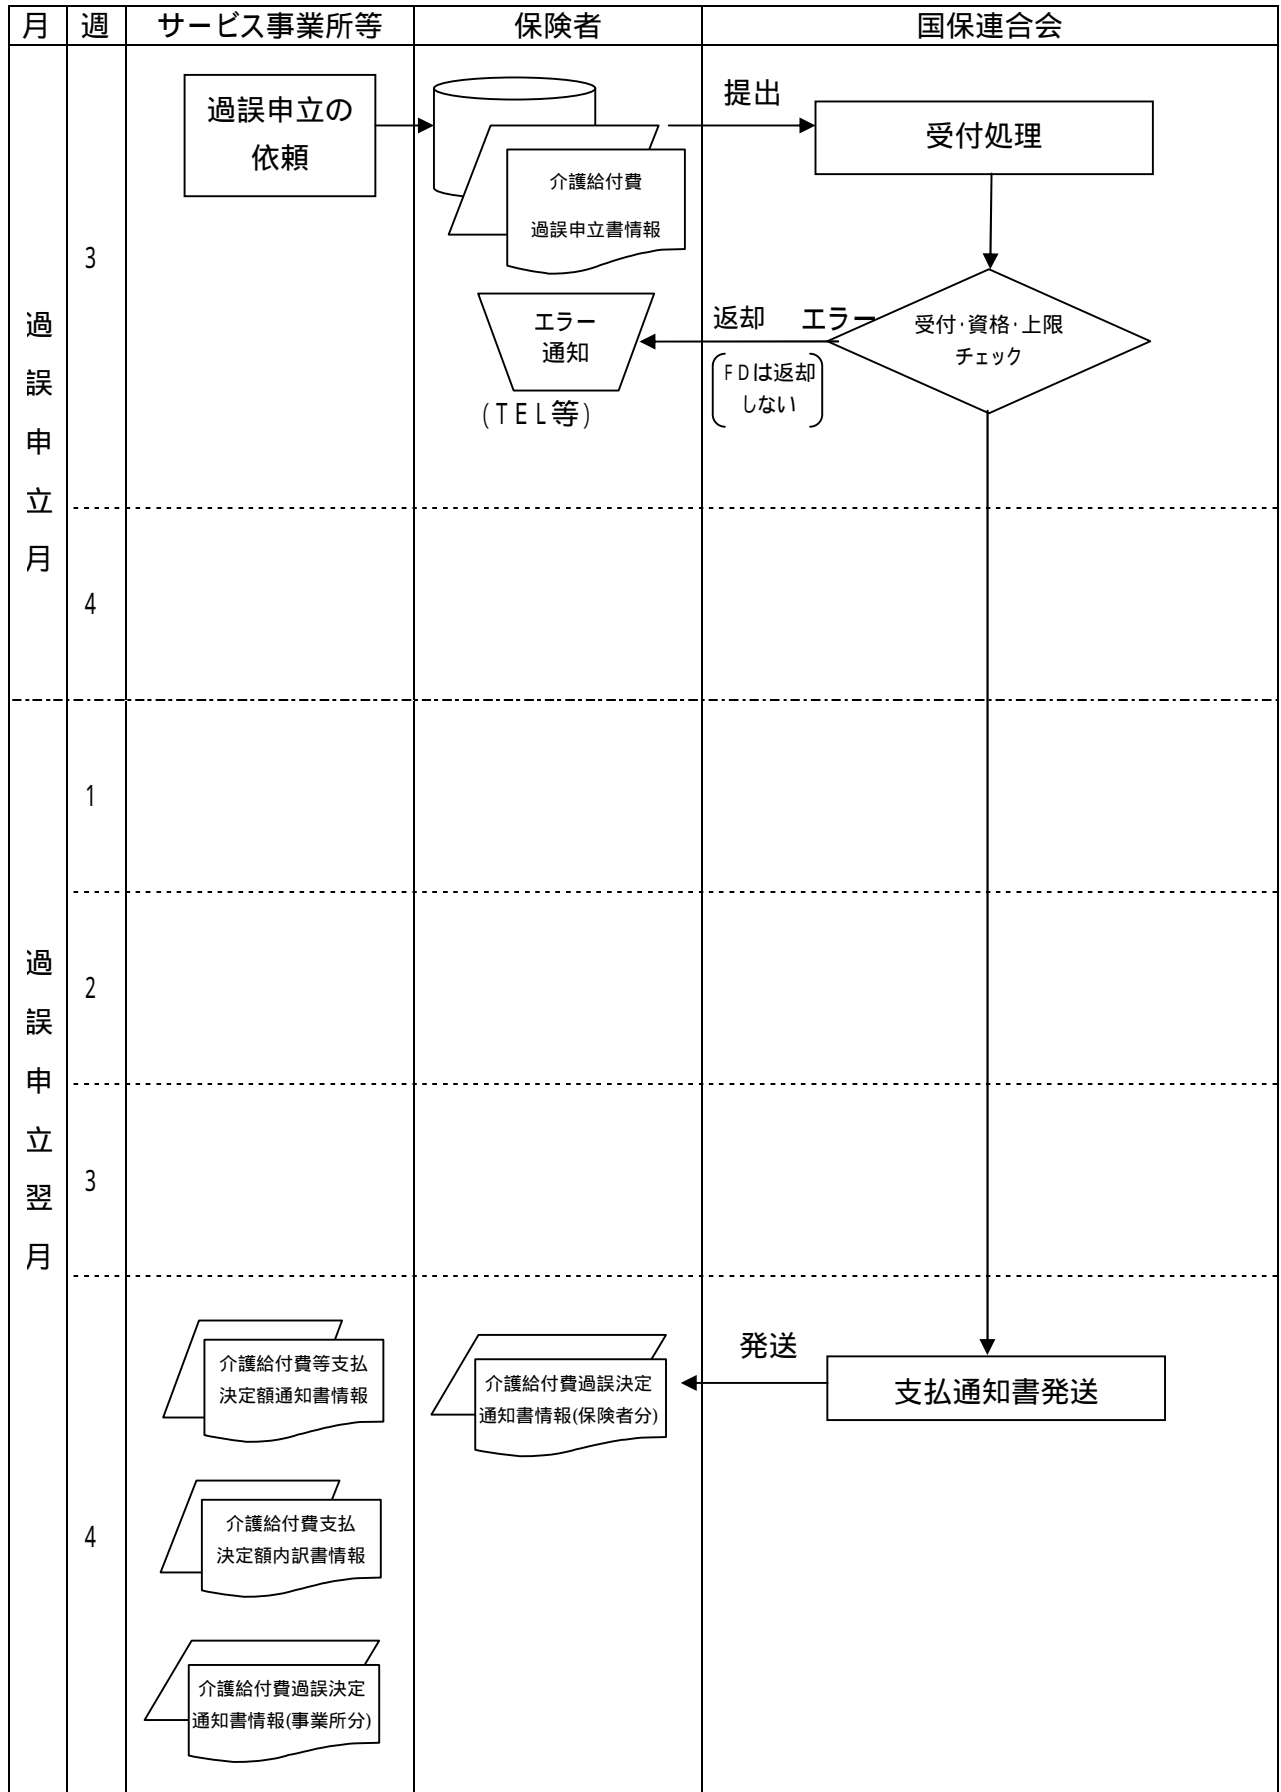 月 週 サービス事業所等 保険者 国保連合会
過誤申立月
3
過誤申立の
依頼
介護給付費
過誤申立書情報
提出
受付処理
受付・資格・上限
チェック
エラー
返却
FDは返却
しない
エラー
通知
(TEL等)
4
過誤申立翌月
1
2
3
4
支払通知書発送
発送
介護給付費過誤決定
通知書情報(保険者分)
介護給付費等支払
決定額通知書情報
介護給付費支払
決定額内訳書情報
介護給付費過誤決定
通知書情報(事業所分)